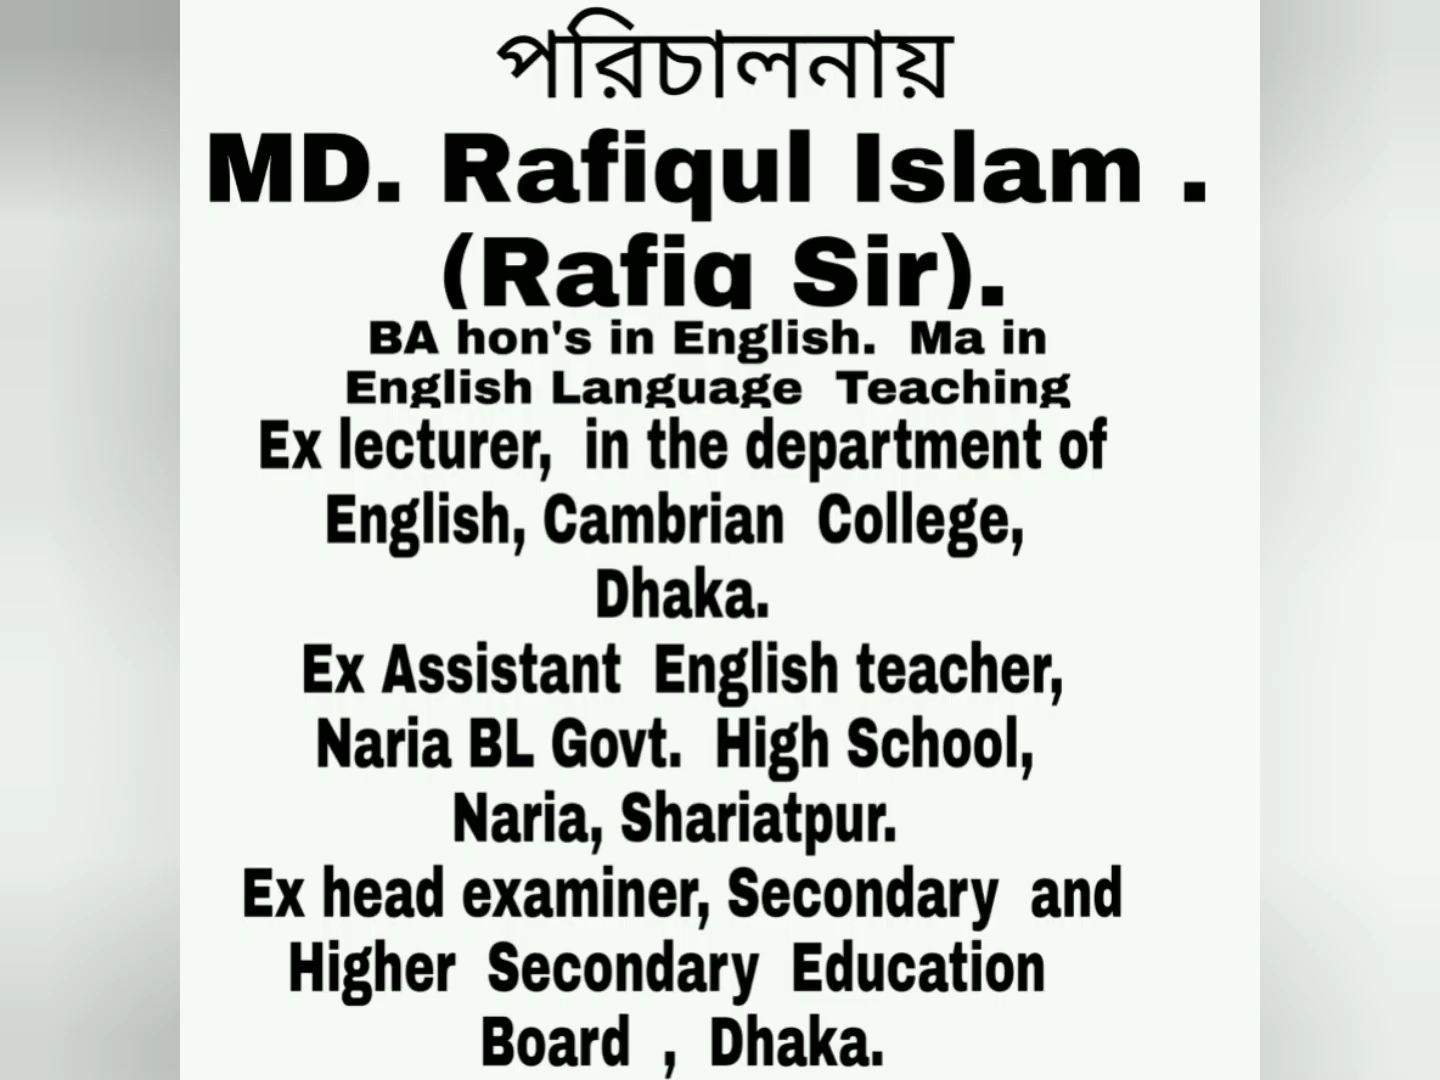 পরিচালনায়
MD. Rafiqul Islam .
(Rafiq Sir).
BA hon's in English. Ma in
English Language Teaching
Ex lecturer, in the department of
English, Cambrian College,
Dhaka.
Ex Assistant English teacher,
Naria BL Govt. High School,
Naria, Shariatpur.
Ex head examiner, Secondary and
Higher Secondary Education
Board , Dhaka.